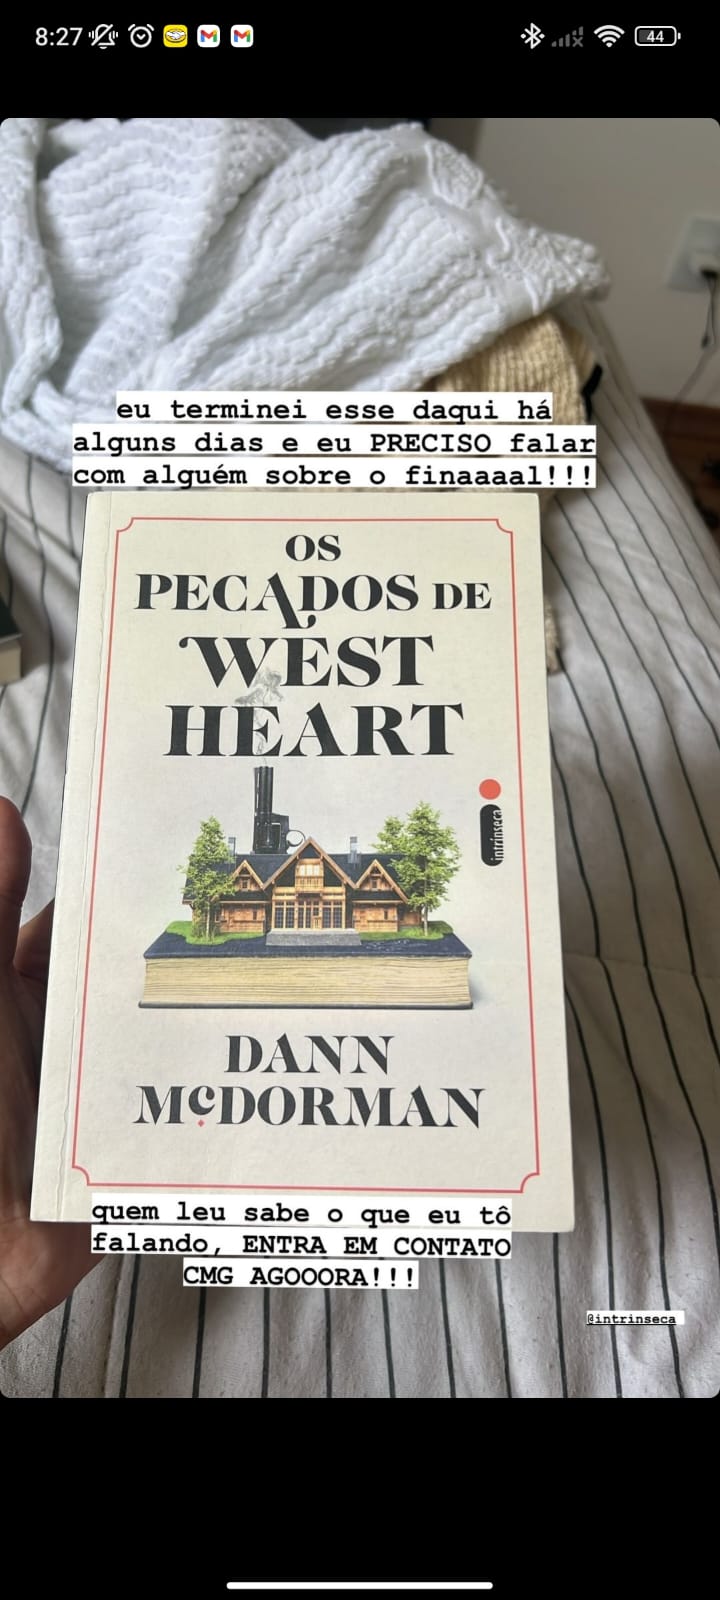 8:27
44
eu terminei esse daqui há
alguns dias e eu PRECISO falar
com alguém sobre o finaaaal!!!
OS
PECADOS DE
WEST
HEART
intrínseca
DANN
McDORMAN
quem leu sabe o que eu tô
falando, ENTRA EM CONTATO
CMG AGOOORA!!!
@intrinseca